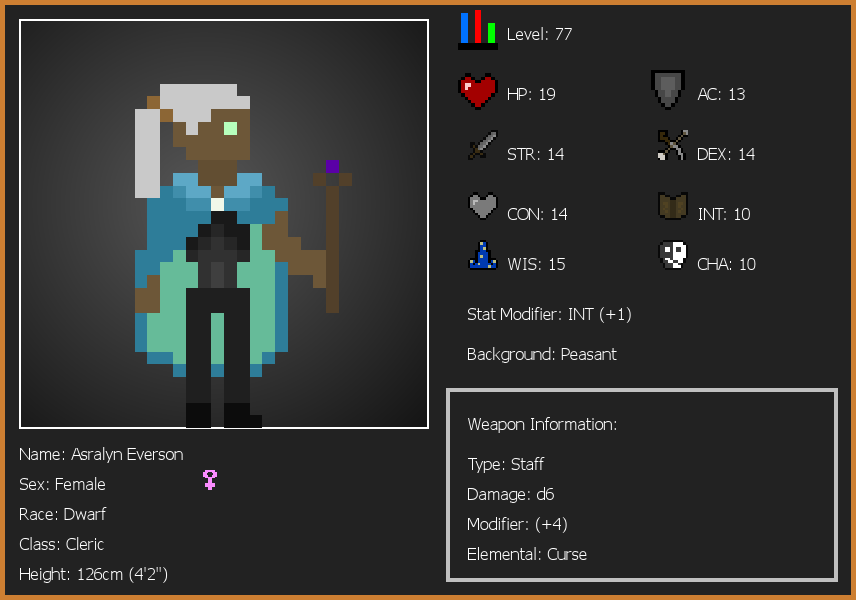 Level: 77
HP: 19
AC: 13
STR: 14
DEX: 14
CON: 14
INT: 10
WIS: 15
CHA: 10
Stat Modifier: INT (+1)
Background: Peasant
Weapon Information:
Type: Staff
Damage: d6
Modifier: (+4)
Elemental: Curse
Name: Asralyn Everson
Sex: Female
Race: Dwarf
Class: Cleric
Height: 126cm (4'2")